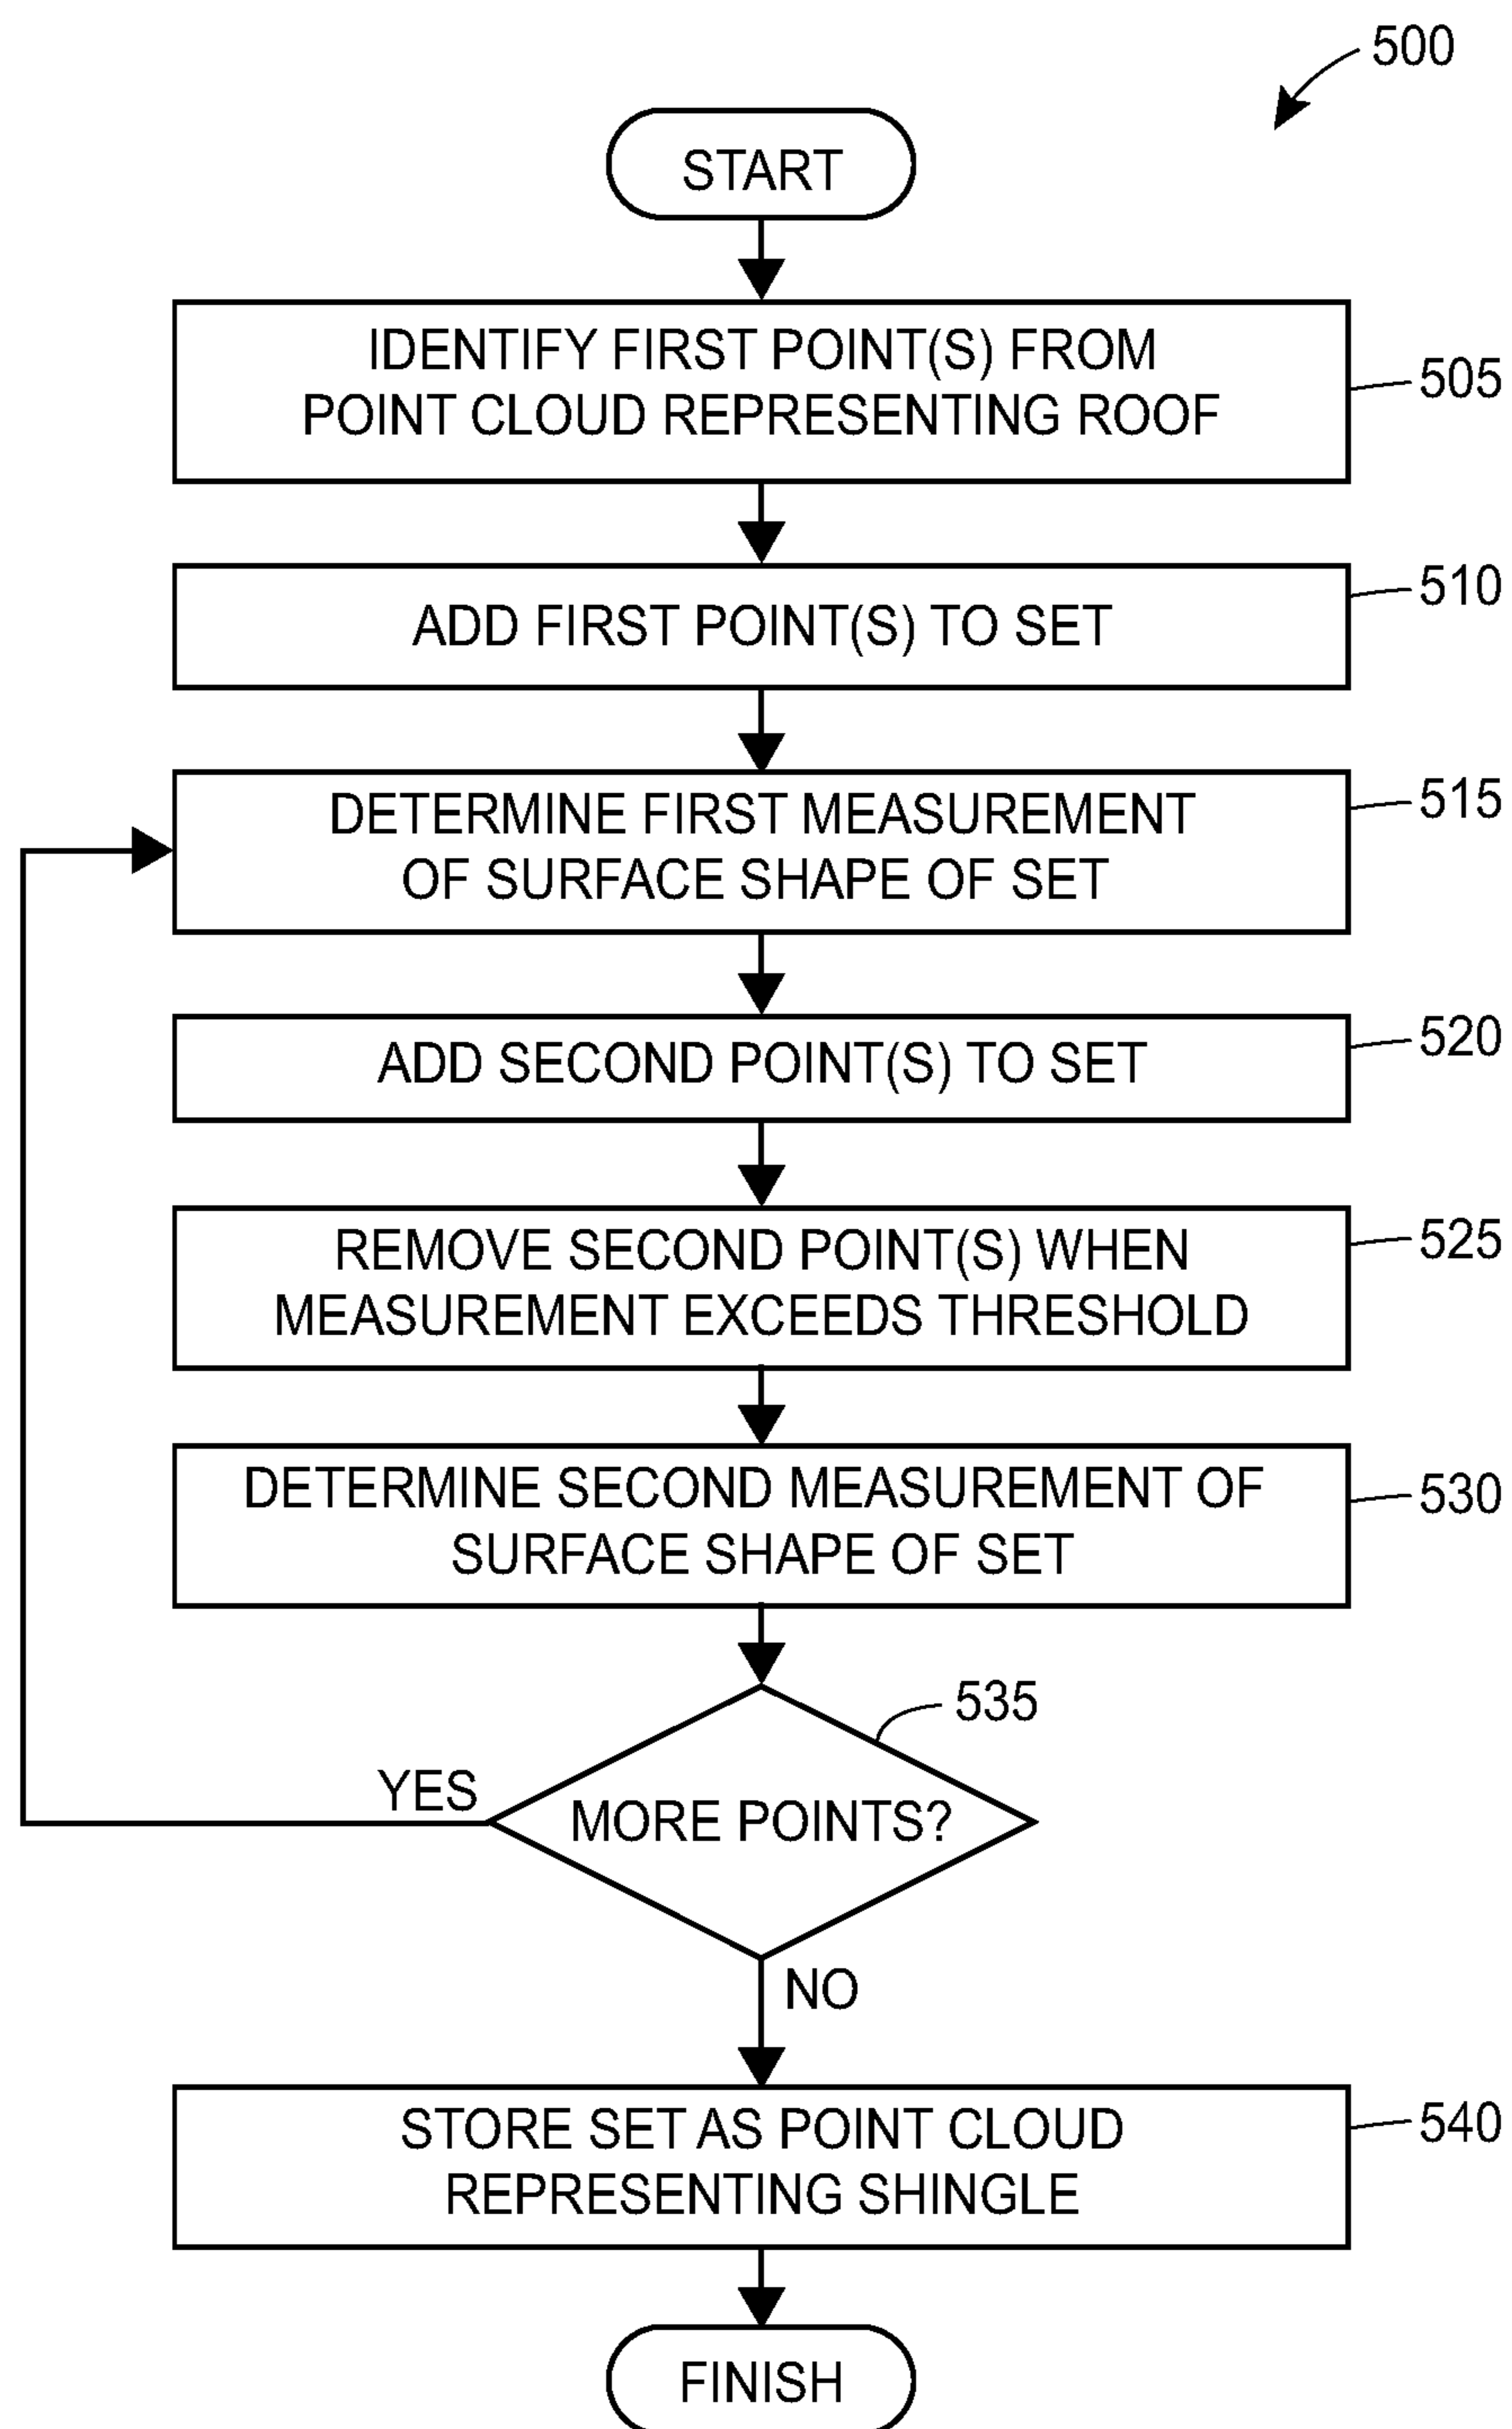 500
START
IDENTIFY FIRST POINT(S) FROM
POINT CLOUD REPRESENTING ROOF
505
ADD FIRST POINT(S) TO SET
510
DETERMINE FIRST MEASUREMENT
OF SURFACE SHAPE OF SET
515
ADD SECOND POINT(S) TO SET
520
REMOVE SECOND POINT(S) WHEN
MEASUREMENT EXCEEDS THRESHOLD
525
DETERMINE SECOND MEASUREMENT OF
SURFACE SHAPE OF SET
530
535
YES
MORE POINTS?
NO
STORE SET AS POINT CLOUD
REPRESENTING SHINGLE
540
FINISH